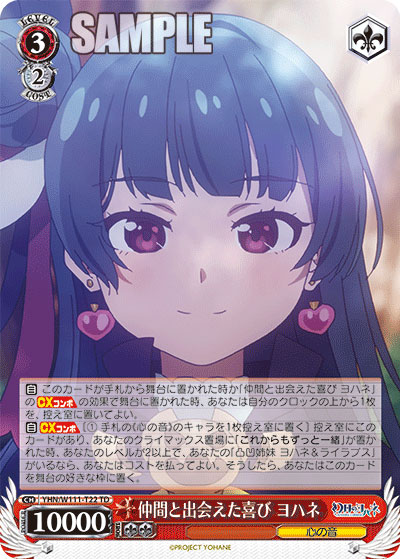 LEVEL
3
SAMPLE
2
COST
自 このカードが手札から舞台に置かれた時か「仲間と出会えた喜び ヨハネ」
の CXコンボ の効果で舞台に置かれた時、あなたは自分のクロックの上から1枚
を、控え室に置いてよい。
自 CXコンボ [① 手札の《心の音》のキャラを1枚控え室に置く] 控え室にこの
カードがあり、あなたのクライマックス置場に「これからもずっと一緒」が置か
れた時、あなたのレベルが2以上で、あなたの「凸凹姉妹 ヨハネ&ライラプス」
がいるなら、あなたはコストを払ってよい。そうしたら、あなたはこのカードを
舞台の好きな枠に置く。
CH YHN/W111-T22 TD
10000
仲間と出会えた喜び ヨハネ
心の音
©PROJECT YOHANE